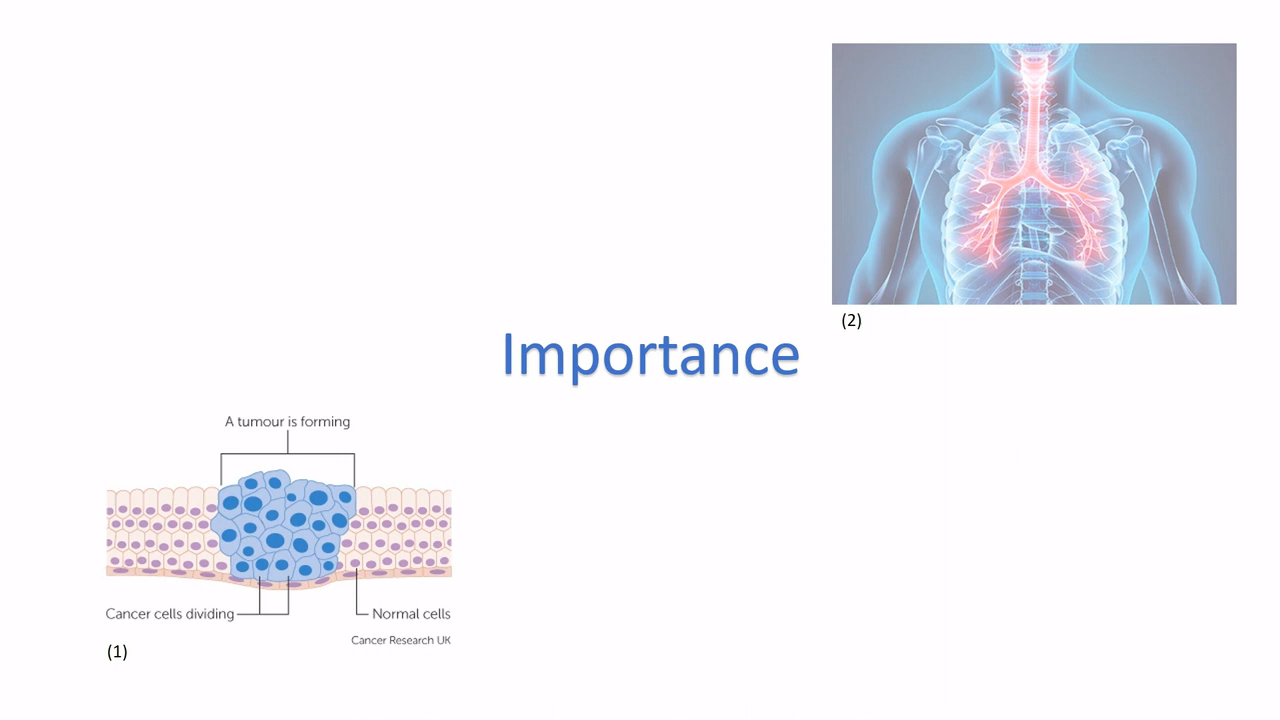 (2)
Importance
A tumour is forming
Cancer cells dividing
Normal cells
Cancer Research UK
(1)